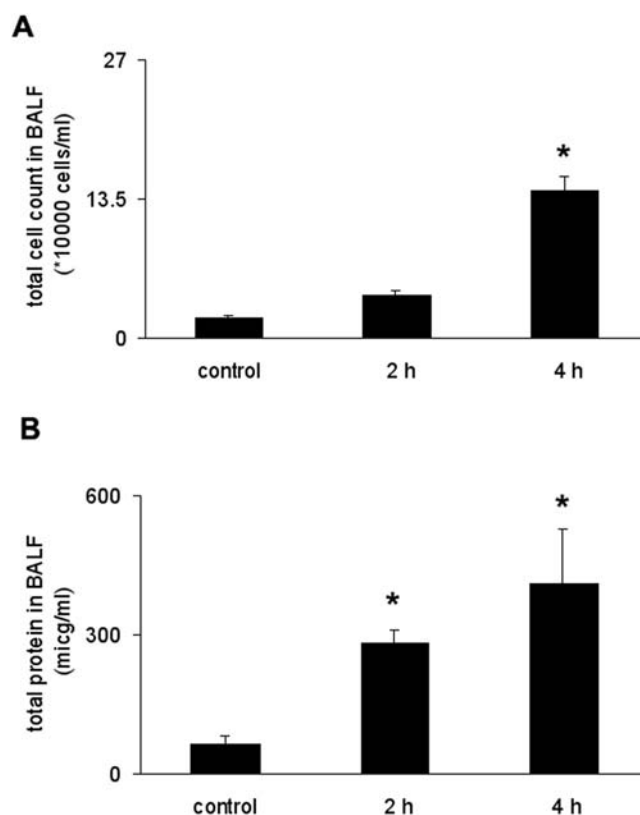 A
total cell count in BALF
(*10000 cells/ml)
27
13.5
0
*
control 2 h 4 h
B
total protein in BALF
(micg/ml)
600
300
0
*
*
control 2 h 4 h